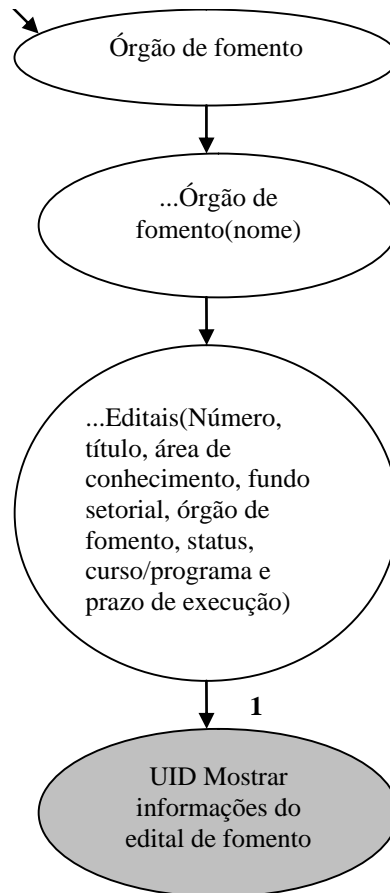 Órgão de fomento
...Órgão de
fomento(nome)
...Editais(Número,
título, área de
conhecimento, fundo
setorial, órgão de
fomento, status,
curso/programa e
prazo de execução)
1
UID Mostrar
informações do
edital de fomento